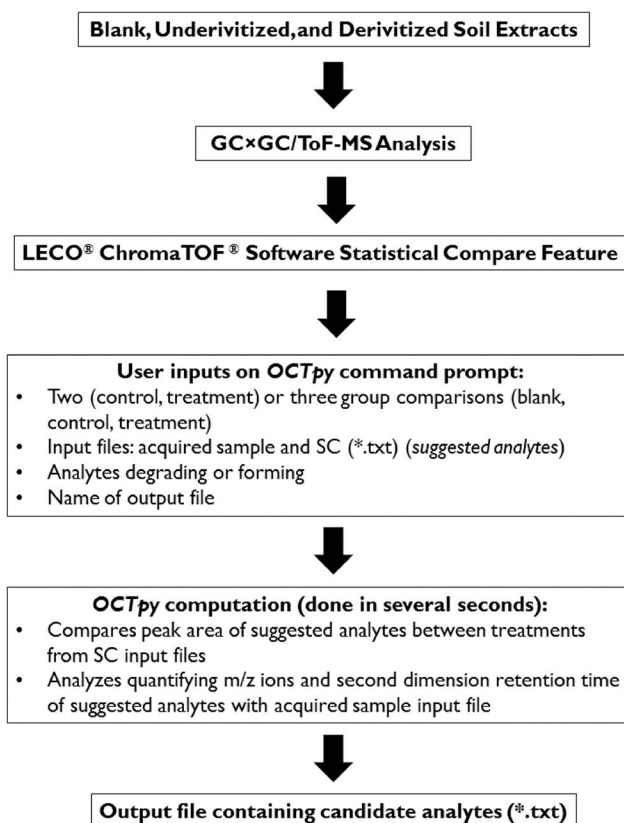 Blank, Underivitized, and Derivitized Soil Extracts
GC×GC/ToF-MS Analysis
LECO® ChromaTOF® Software Statistical Compare Feature
User inputs on OCTpy command prompt:
• Two (control, treatment) or three group comparisons (blank,
control, treatment)
• Input files: acquired sample and SC (*.txt) (suggested analytes)
• Analytes degrading or forming
• Name of output file
OCTpy computation (done in several seconds):
• Compares peak area of suggested analytes between treatments
from SC input files
• Analyzes quantifying m/z ions and second dimension retention time
of suggested analytes with acquired sample input file
Output file containing candidate analytes (*.txt)